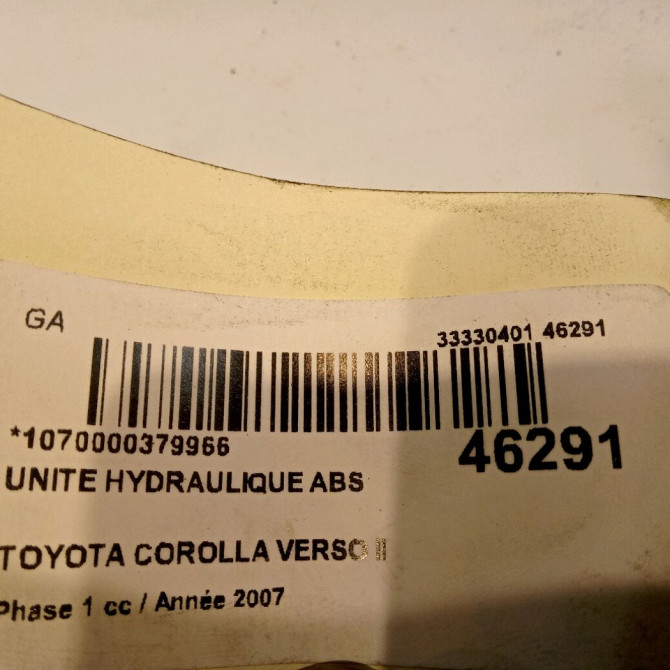 GA
33330401 46291
*1070000379966
46291
UNITE HYDRAULIQUE ABS
TOYOTA COROLLA VERSO II
Phase 1 cc / Année 2007